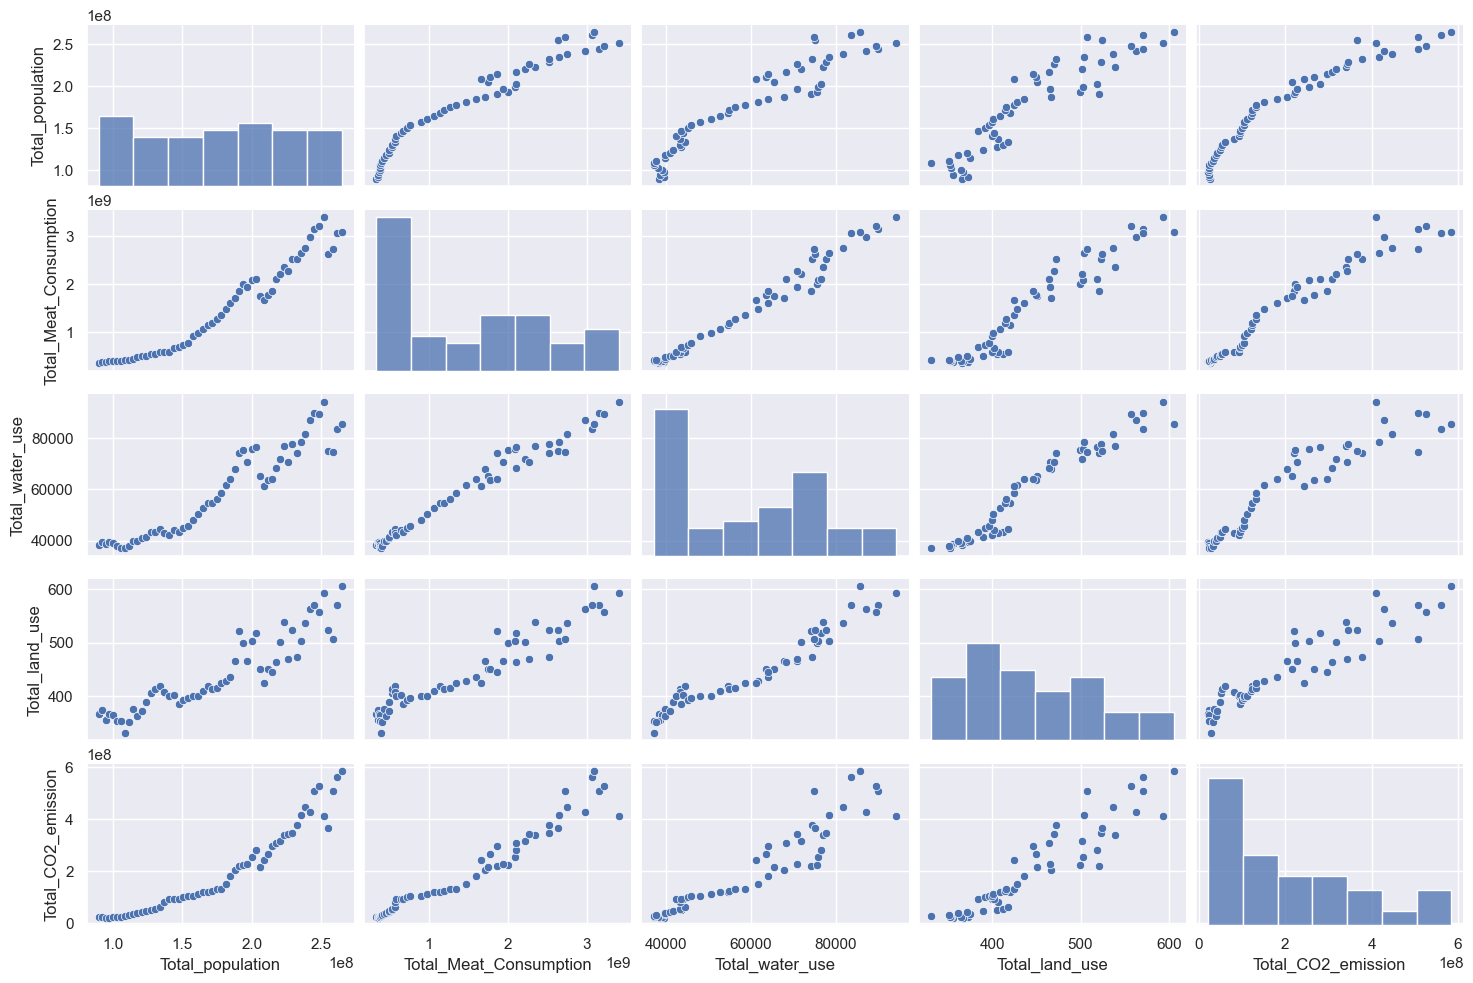 1e8
Total_population
2.5
2.0
1.5
1.0
1e9
Total_Meat_Consumption
3
2
1
Total_water_use
80000
60000
40000
Total_land_use
600
500
400
1e8
Total_CO2_emission
6
4
2
0
1.0 1.5 2.0 2.5
Total_population 1e8
1 2 3
Total_Meat_Consumption 1e9
40000 60000 80000
Total_water_use
400 500 600
Total_land_use
0 2 4 6
Total_CO2_emission 1e8